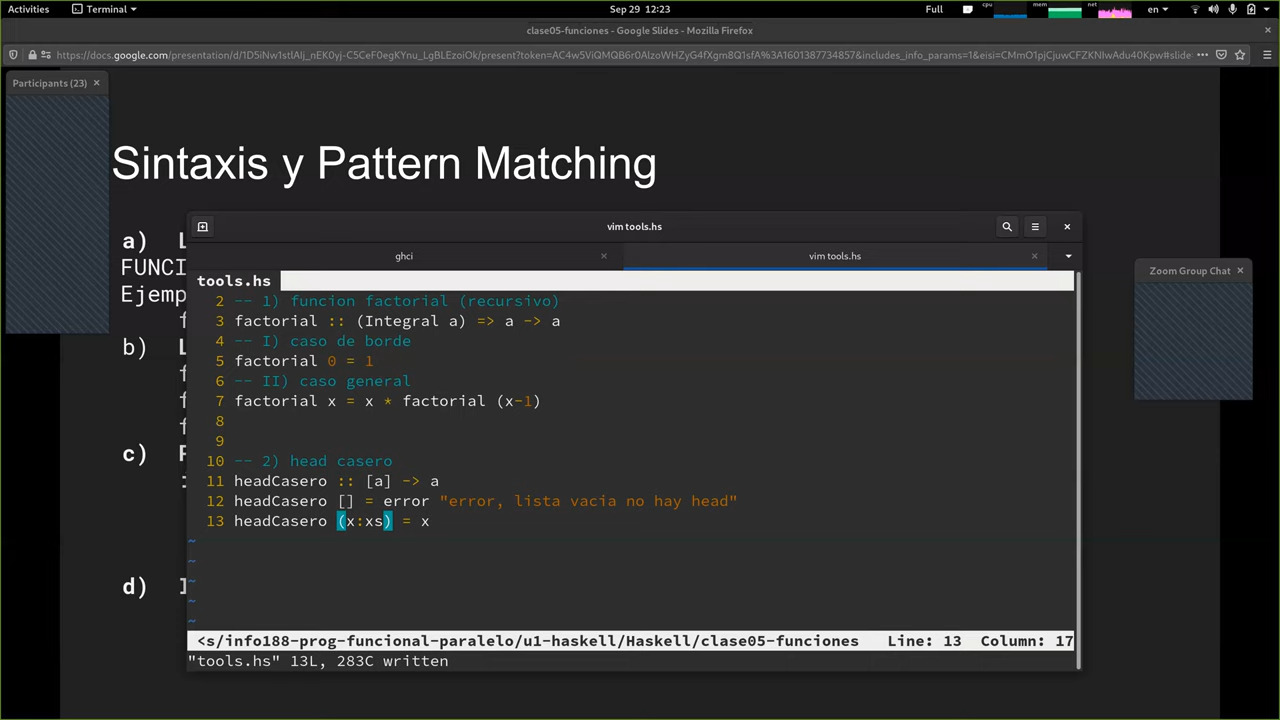 Activities Terminal Sep 29 12:23 Full cpu mem net en
clase05-funciones - Google Slides - Mozilla Firefox
https://docs.google.com/presentation/d/1D5iNw1stlAlj_nEK0yj-C5CeF0egKYnu_LgBLEzoiOk/present?token=AC4w5ViQMQB6r0AlzoWHZyG4fXgm8Q1sfA%3A1601387734857&includes_info_params=1&eisi=CMmO1pjCjuwCFZKNIwAdu40Kpw#slide
Participants (23)
Sintaxis y Pattern Matching
vim tools.hs
a) L
ghci
vim tools.hs
FUNCI
Zoom Group Chat
tools.hs
Ejemp
2 -- 1) funcion factorial (recursivo)
3 factorial :: (Integral a) => a -> a
4 -- I) caso de borde
b) L
5 factorial 0 = 1
6 -- II) caso general
7 factorial x = x * factorial (x-1)
8
9
c)
10 -- 2) head casero
11 headCasero :: [a] -> a
12 headCasero [] = error "error, lista vacia no hay head"
13 headCasero (x:xs) = x
~
~
~
d)
~
~
<s/info188-prog-funcional-paralelo/u1-haskell/Haskell/clase05-funciones Line: 13 Column: 17
"tools.hs" 13L, 283C written